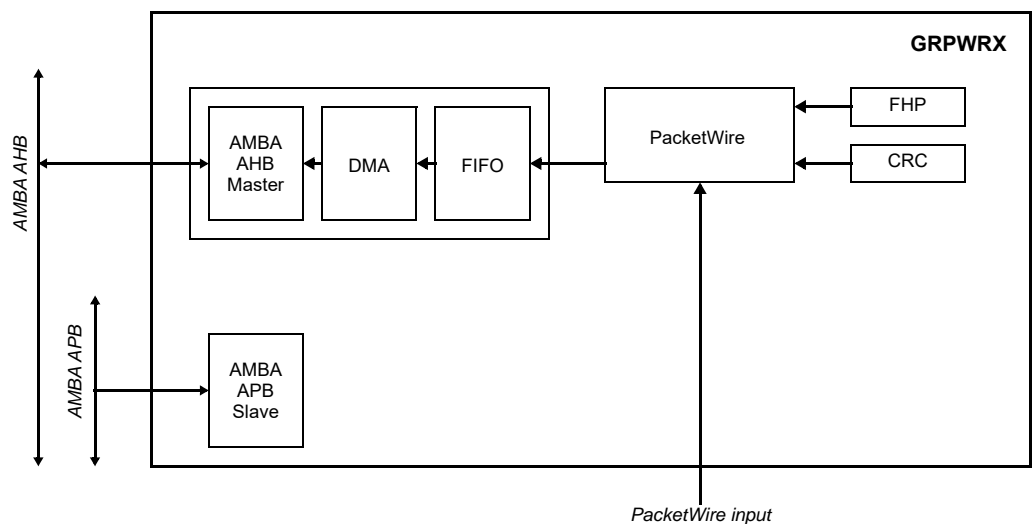 GRPWRX
AMBA AHB
AMBA
AHB
Master
DMA
FIFO
PacketWire
FHP
CRC
AMBA APB
AMBA
APB
Slave
PacketWire input